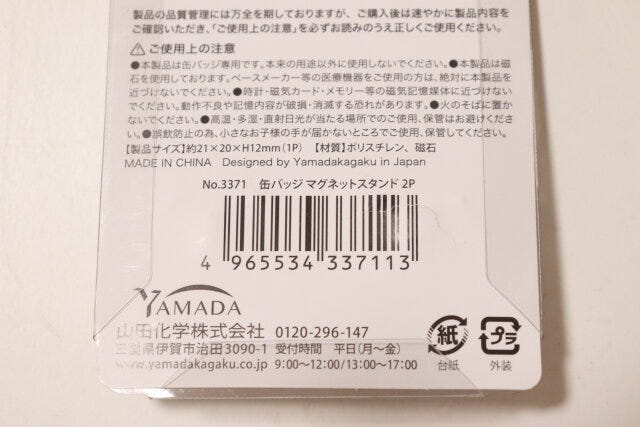 製品の品質管理には万全を期しておりますが、ご購入後は速やかに製品内容を
ご確認いただき、「ご使用上の注意」を必ずお読みのうえ正しくご使用ください。
⚠ご使用上の注意
●本製品は缶バッジ専用です。本来の用途以外に使用しないでください。●本製品は磁
石を使用しております。ペースメーカー等の医療機器をご使用の方は、絶対に本製品を
近づけないでください。●時計・磁気カード・メモリー等の磁気記憶媒体に近づけない
でください。動作不良や記憶内容が破損・消滅する恐れがあります。●火のそばに置か
ないでください。●高温・多湿・直射日光が当たる場所でのご使用、保管はお避けくださ
い。●誤飲防止の為、小さなお子様の手が届かないところでご使用、保管してください。
【製品サイズ】約21×20×H12mm(1P) 【材質】ポリスチレン、磁石
MADE IN CHINA Designed by Yamadakagaku in Japan
No.3371 缶バッジ マグネットスタンド 2P
4 965534 337113
YAMADA
山田化学株式会社 0120-296-147
三重県伊賀市治田3090-1 受付時間 平日(月〜金)
www.yamadakagaku.co.jp 9:00〜12:00/13:00〜17:00
紙
台紙
プラ
外装